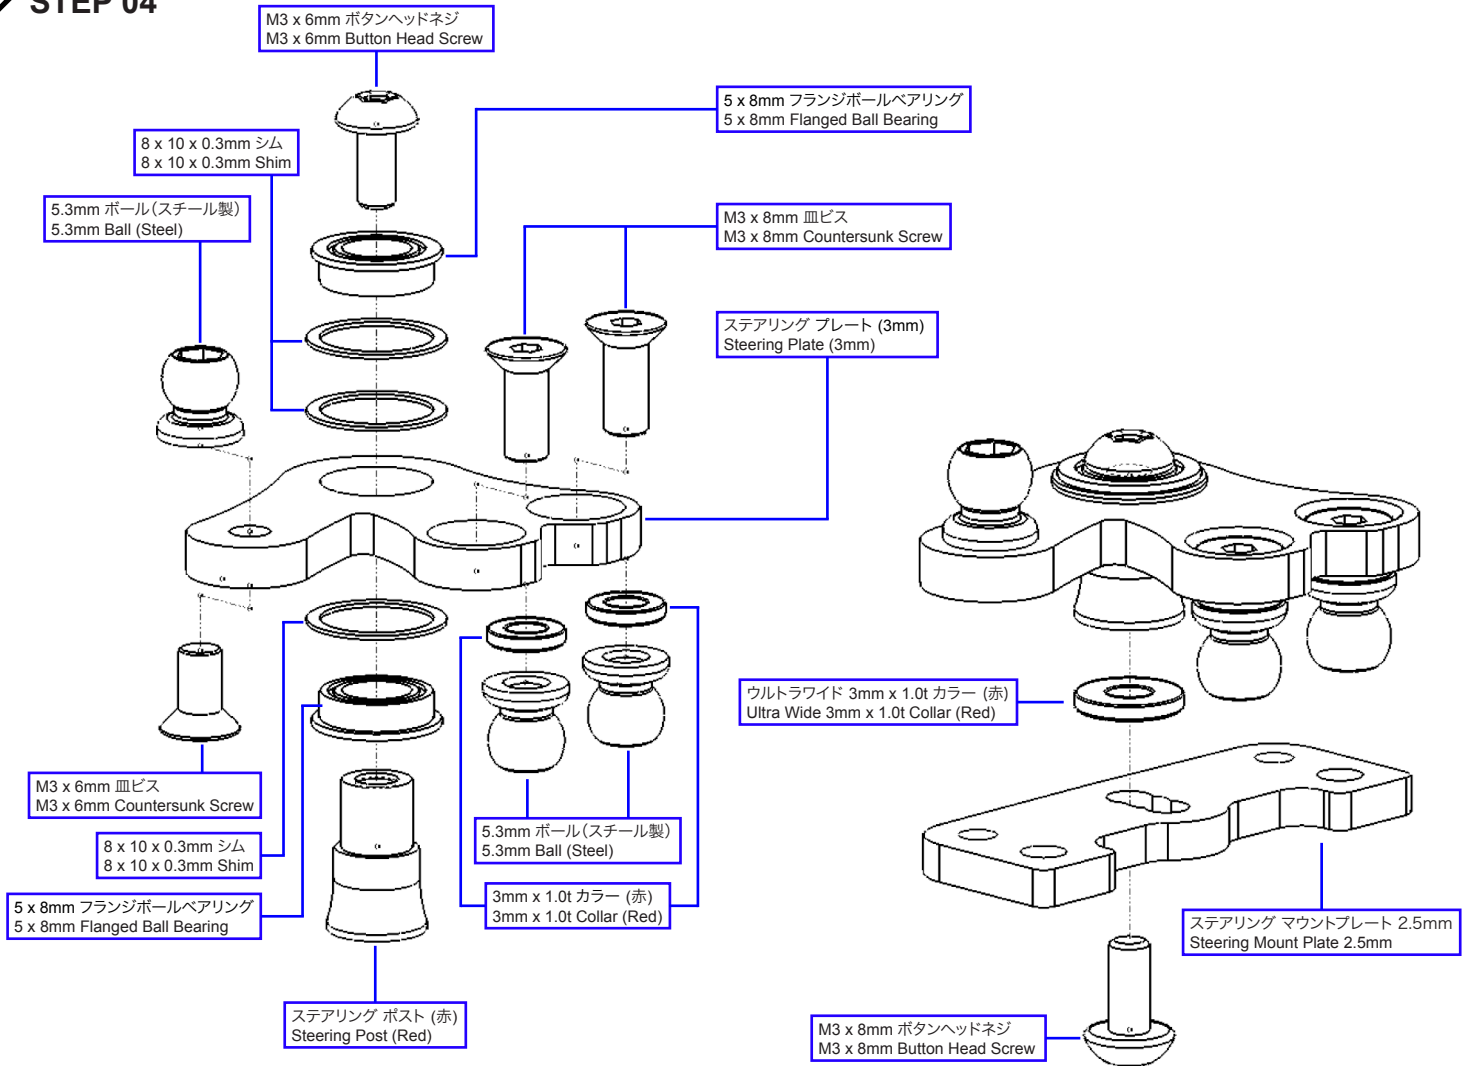 STEP 04
M3 x 6mm ボタンヘッドネジ
M3 x 6mm Button Head Screw
5 x 8mm フランジボールベアリング
5 x 8mm Flanged Ball Bearing
8 x 10 x 0.3mm シム
8 x 10 x 0.3mm Shim
5.3mm ボール(スチール製)
5.3mm Ball (Steel)
M3 x 8mm 皿ビス
M3 x 8mm Countersunk Screw
ステアリング プレート (3mm)
Steering Plate (3mm)
ウルトラワイド 3mm x 1.0t カラー (赤)
Ultra Wide 3mm x 1.0t Collar (Red)
M3 x 6mm 皿ビス
M3 x 6mm Countersunk Screw
5.3mm ボール(スチール製)
5.3mm Ball (Steel)
8 x 10 x 0.3mm シム
8 x 10 x 0.3mm Shim
3mm x 1.0t カラー (赤)
3mm x 1.0t Collar (Red)
5 x 8mm フランジボールベアリング
5 x 8mm Flanged Ball Bearing
ステアリング マウントプレート 2.5mm
Steering Mount Plate 2.5mm
ステアリング ポスト (赤)
Steering Post (Red)
M3 x 8mm ボタンヘッドネジ
M3 x 8mm Button Head Screw